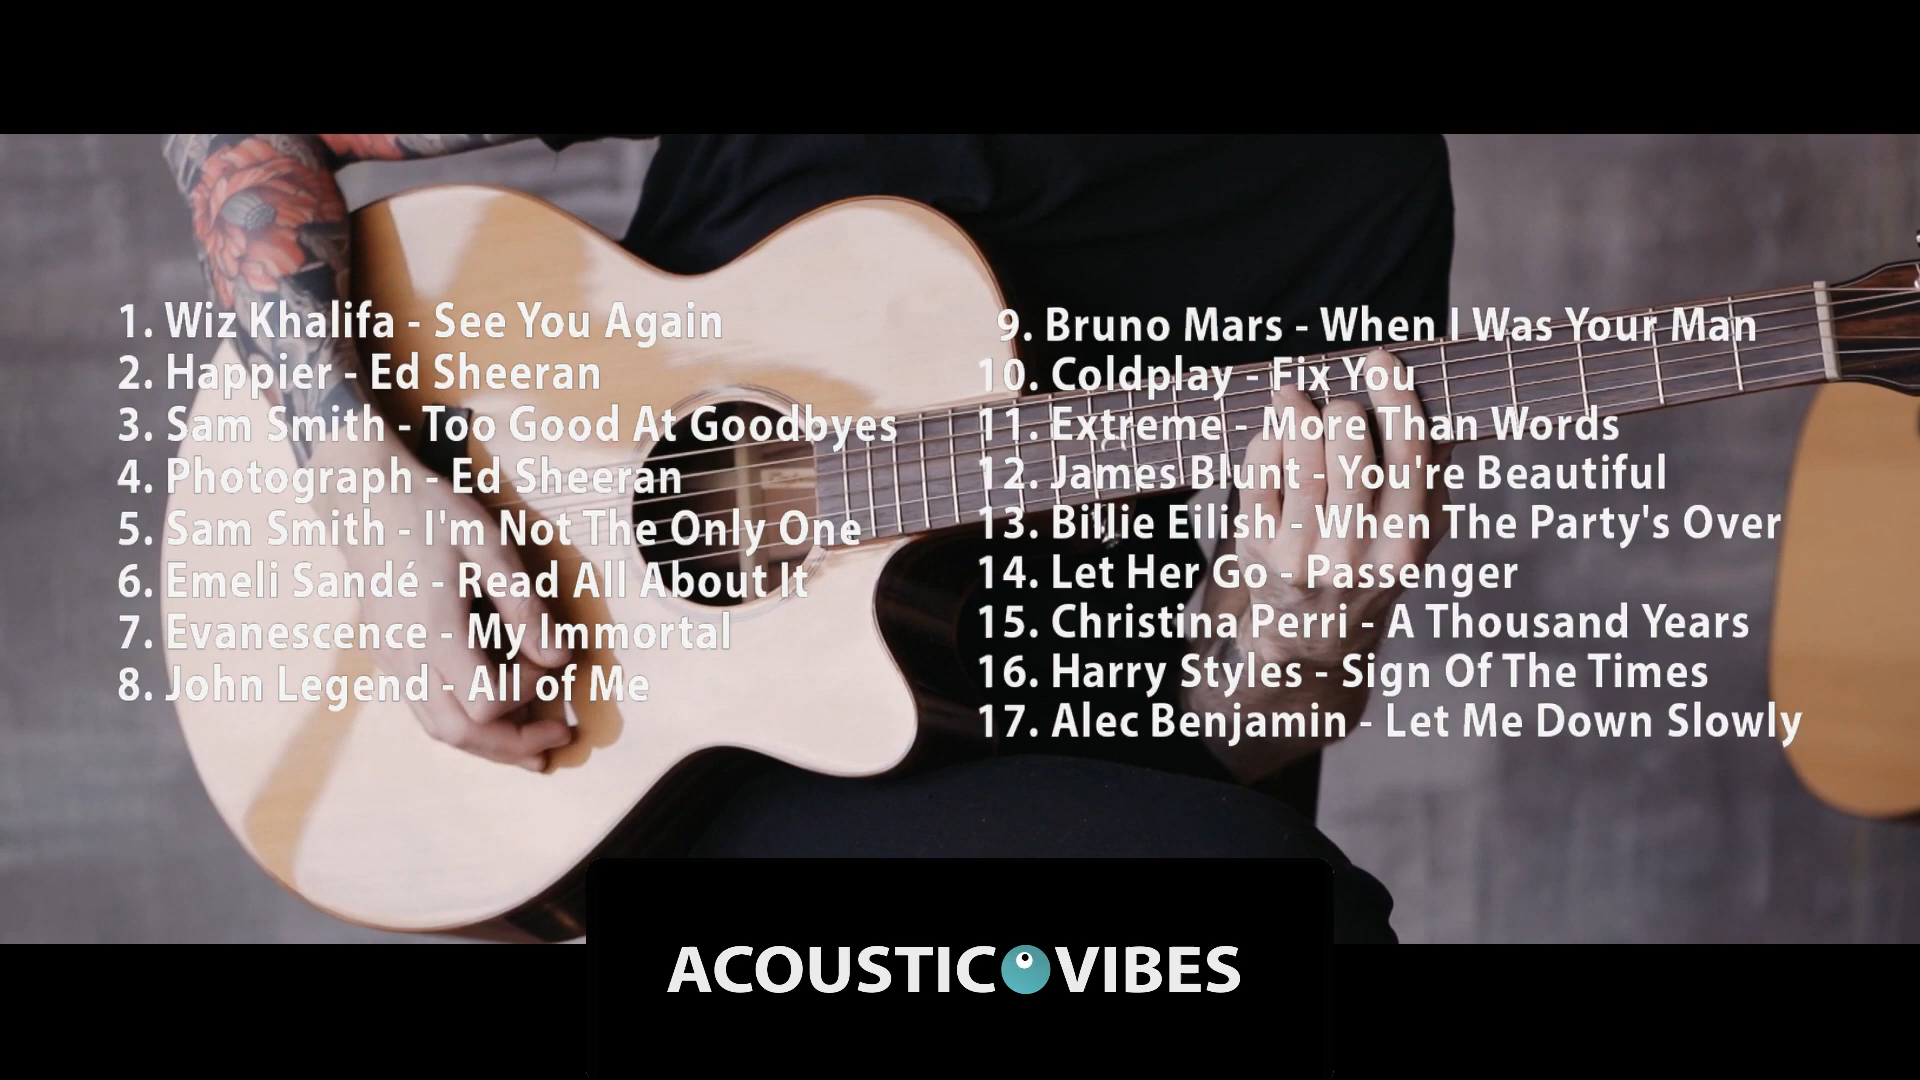 1. Wiz Khalifa - See You Again
2. Happier - Ed Sheeran
3. Sam Smith - Too Good At Goodbyes
4. Photograph - Ed Sheeran
5. Sam Smith - I'm Not The Only One
6. Emeli Sandé - Read All About It
7. Evanescence - My Immortal
8. John Legend - All of Me
9. Bruno Mars - When I Was Your Man
10. Coldplay - Fix You
11. Extreme - More Than Words
12. James Blunt - You're Beautiful
13. Billie Eilish - When The Party's Over
14. Let Her Go - Passenger
15. Christina Perri - A Thousand Years
16. Harry Styles - Sign Of The Times
17. Alec Benjamin - Let Me Down Slowly
ACOUSTIC VIBES